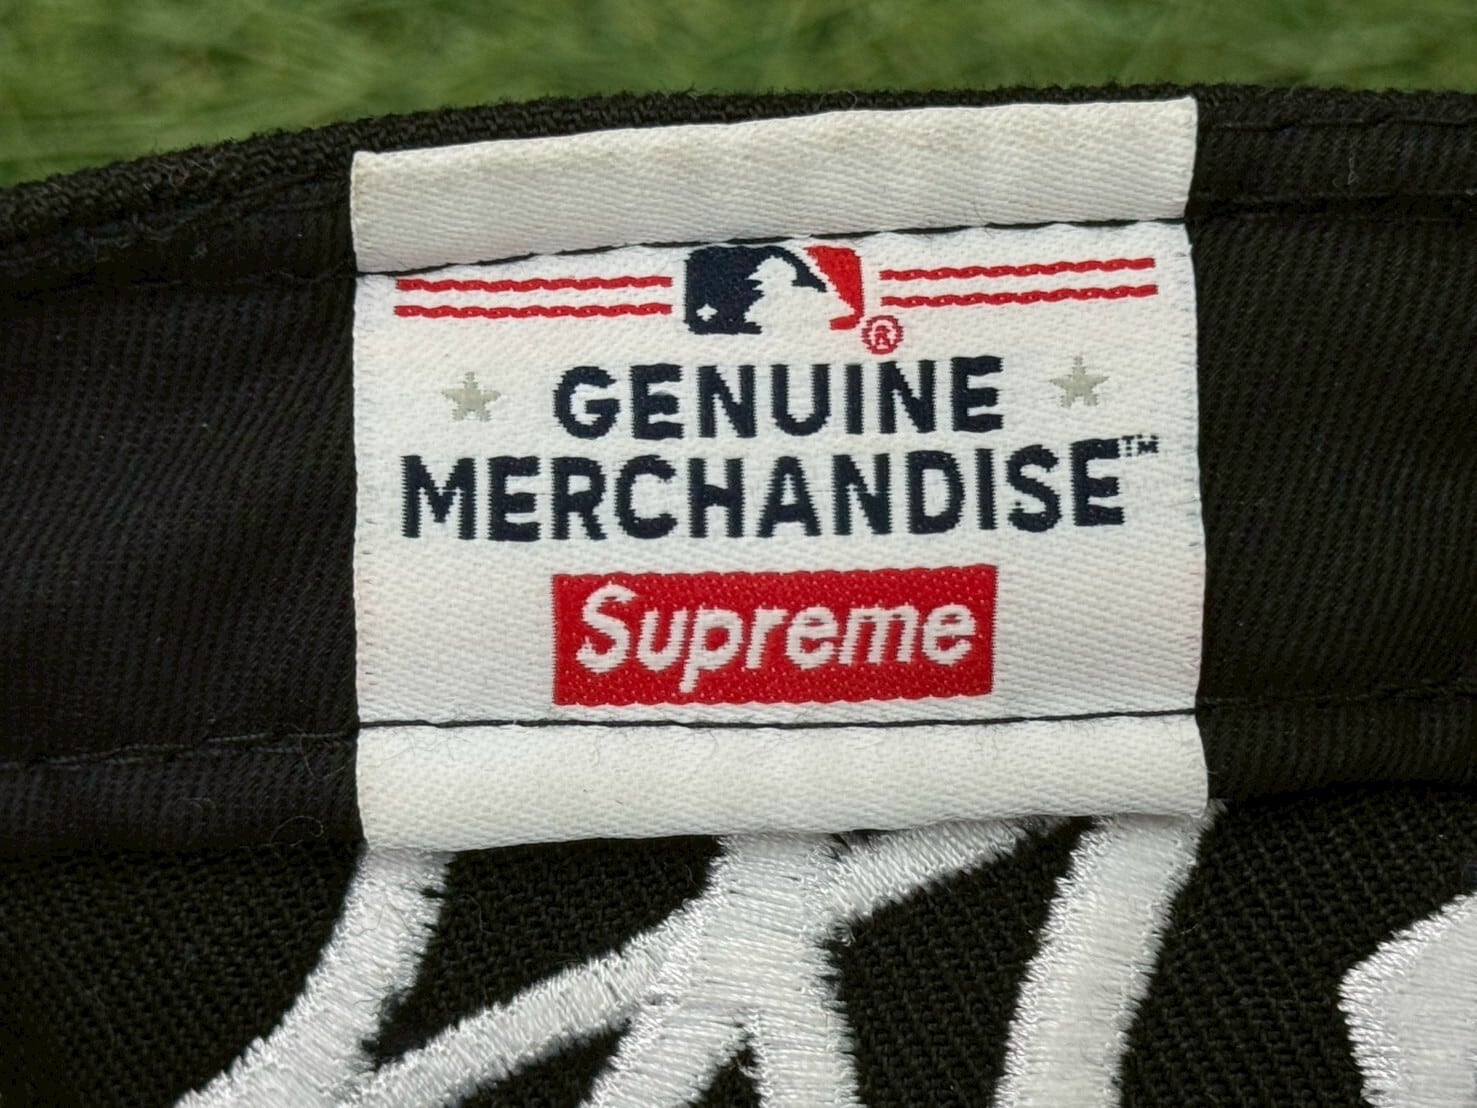 ®
GENUINE
MERCHANDISE™
Supreme